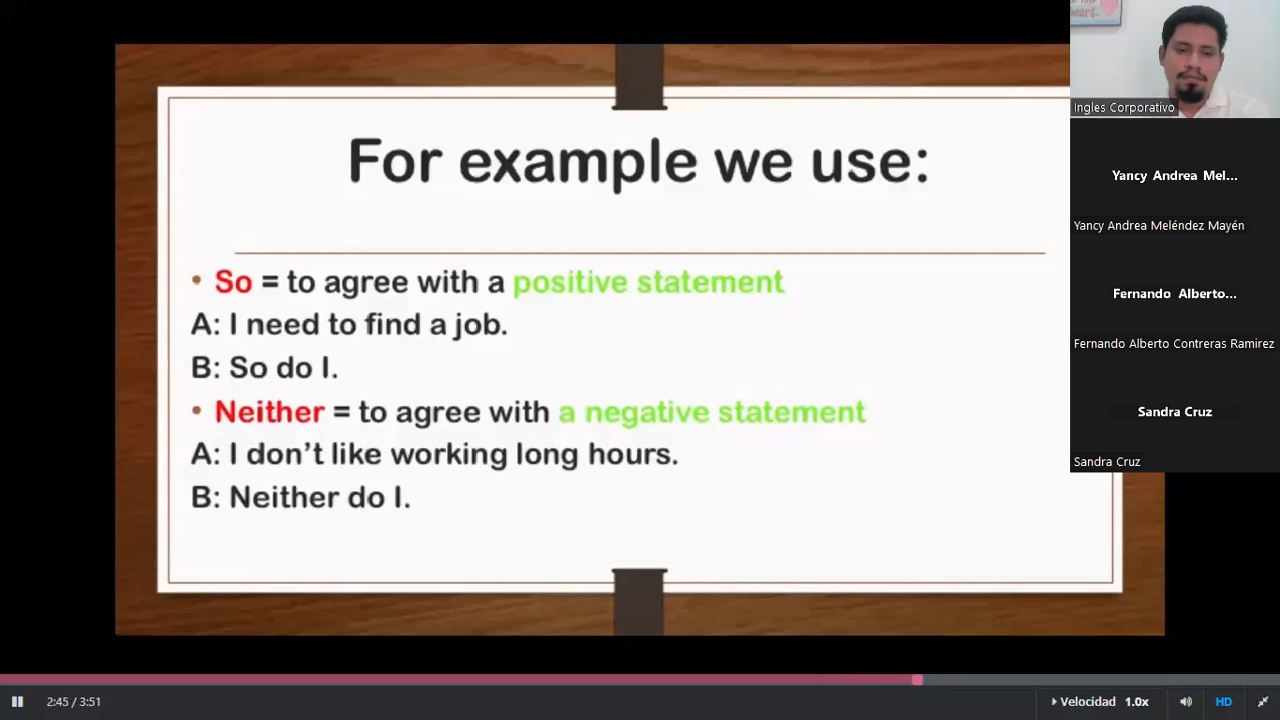 For example we use:
• So = to agree with a positive statement
A: I need to find a job.
B: So do I.
• Neither = to agree with a negative statement
A: I don’t like working long hours.
B: Neither do I.
heart.
Ingles Corporativo
Yancy Andrea Mel...
Yancy Andrea Meléndez Mayén
Fernando Alberto...
Fernando Alberto Contreras Ramirez
Sandra Cruz
Sandra Cruz
2:45 / 3:51
Velocidad 1.0x
HD